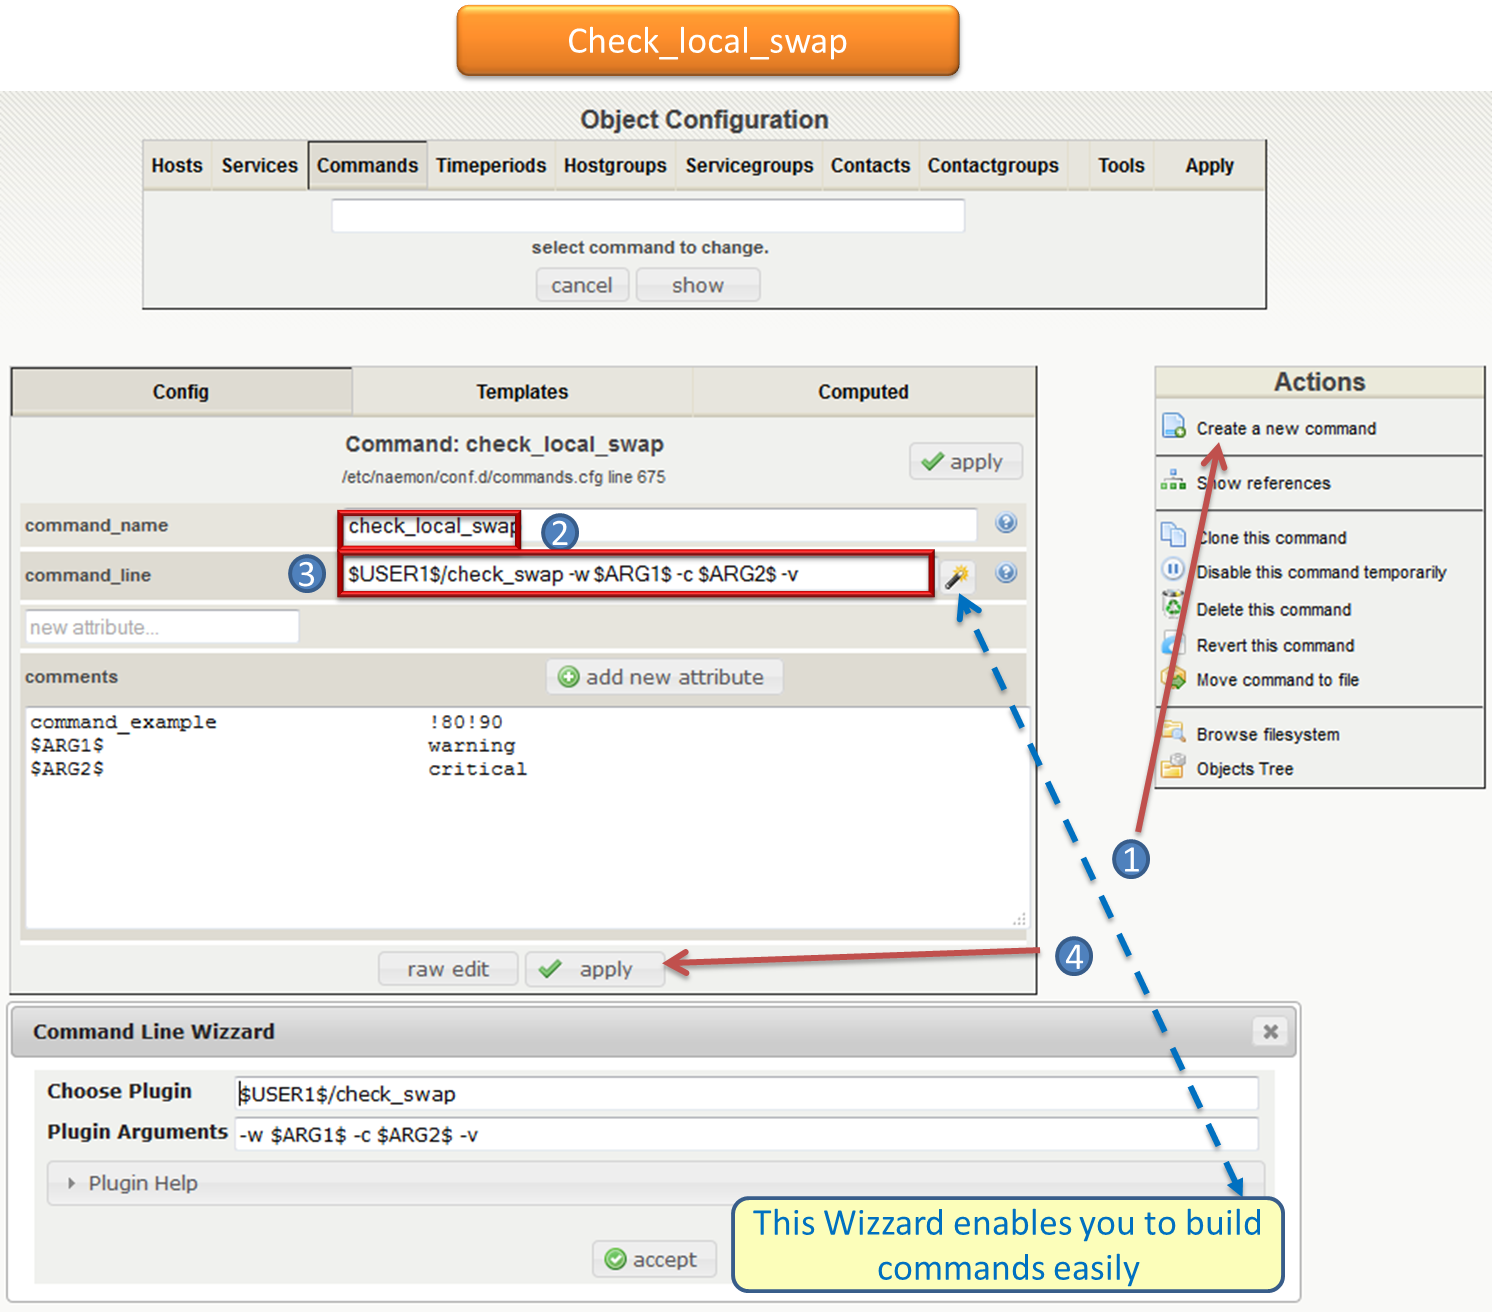 Check_local_swap
Object Configuration
Hosts Services Commands Timeperiods Hostgroups Servicegroups Contacts Contactgroups Tools Apply
select command to change.
cancel show
Config Templates Computed
Command: check_local_swap
/etc/naemon/conf.d/commands.cfg line 675
apply
command_name check_local_swap 2
command_line 3 $USER1$/check_swap -w $ARG1$ -c $ARG2$ -v
new attribute...
comments add new attribute
command_example !80!90
$ARG1$ warning
$ARG2$ critical
raw edit apply
4
Actions
Create a new command
Show references
Clone this command
Disable this command temporarily
Delete this command
Revert this command
Move command to file
Browse filesystem
Objects Tree
1
Command Line Wizzard
Choose Plugin $USER1$/check_swap
Plugin Arguments -w $ARG1$ -c $ARG2$ -v
Plugin Help
accept
This Wizzard enables you to build
commands easily